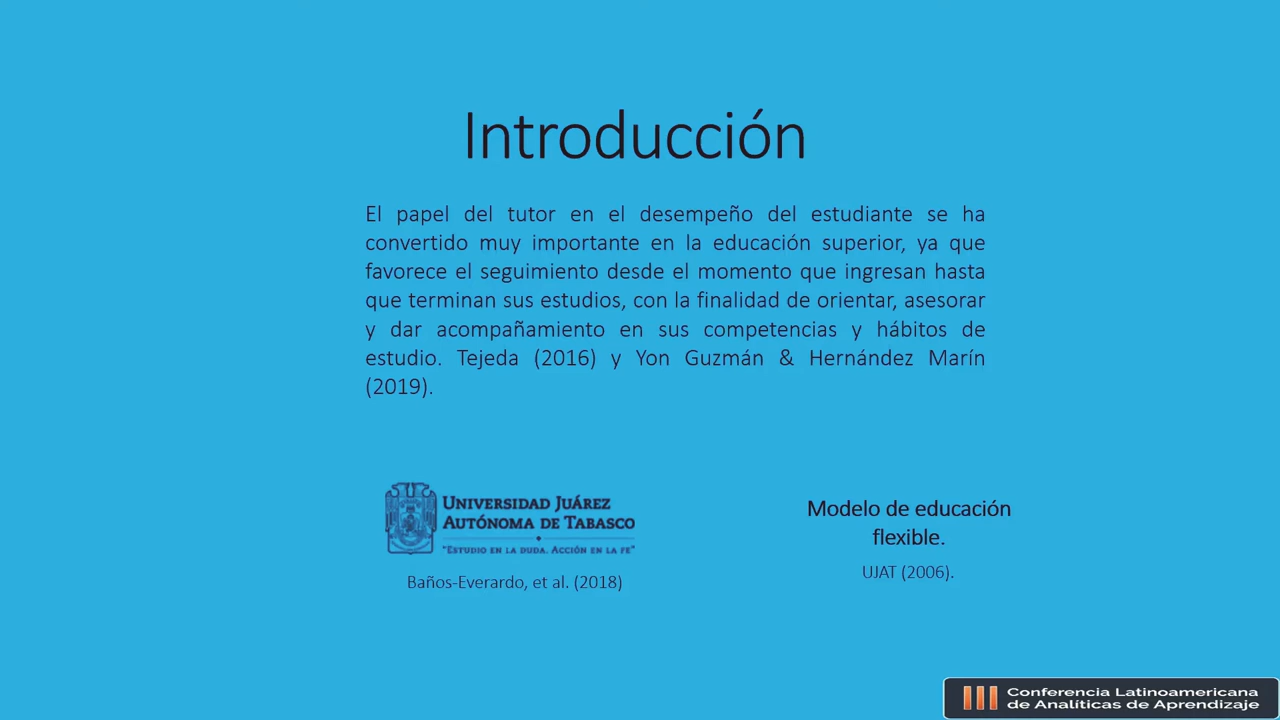 Introducción
El papel del tutor en el desempeño del estudiante se ha
convertido muy importante en la educación superior, ya que
favorece el seguimiento desde el momento que ingresan hasta
que terminan sus estudios, con la finalidad de orientar, asesorar
y dar acompañamiento en sus competencias y hábitos de
estudio. Tejeda (2016) y Yon Guzmán & Hernández Marín
(2019).
UNIVERSIDAD JUÁREZ
AUTÓNOMA DE TABASCO
"ESTUDIO EN LA DUDA. ACCIÓN EN LA FE"
Baños-Everardo, et al. (2018)
Modelo de educación
flexible.
UJAT (2006).
III Conferencia Latinoamericana
de Analíticas de Aprendizaje